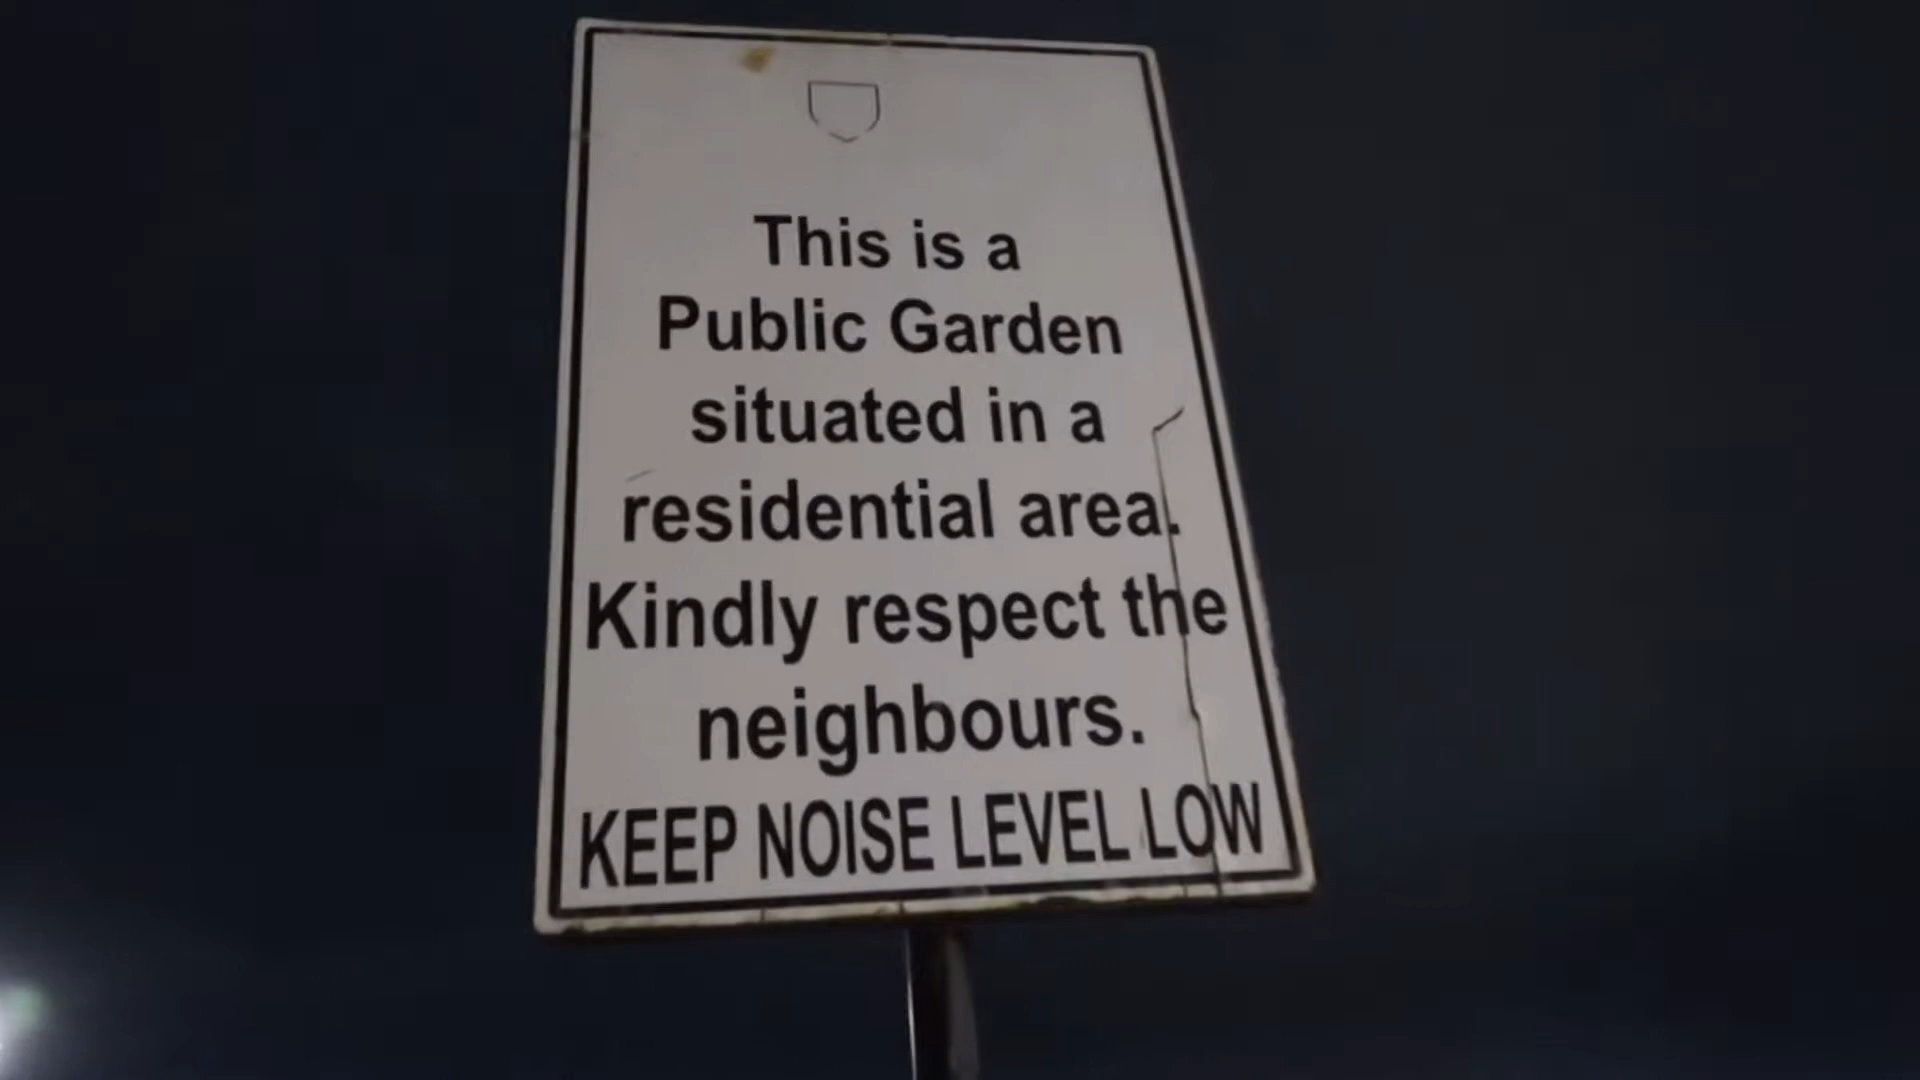 This is a
Public Garden
situated in a
residential area.
Kindly respect the
neighbours.
KEEP NOISE LEVEL LOW